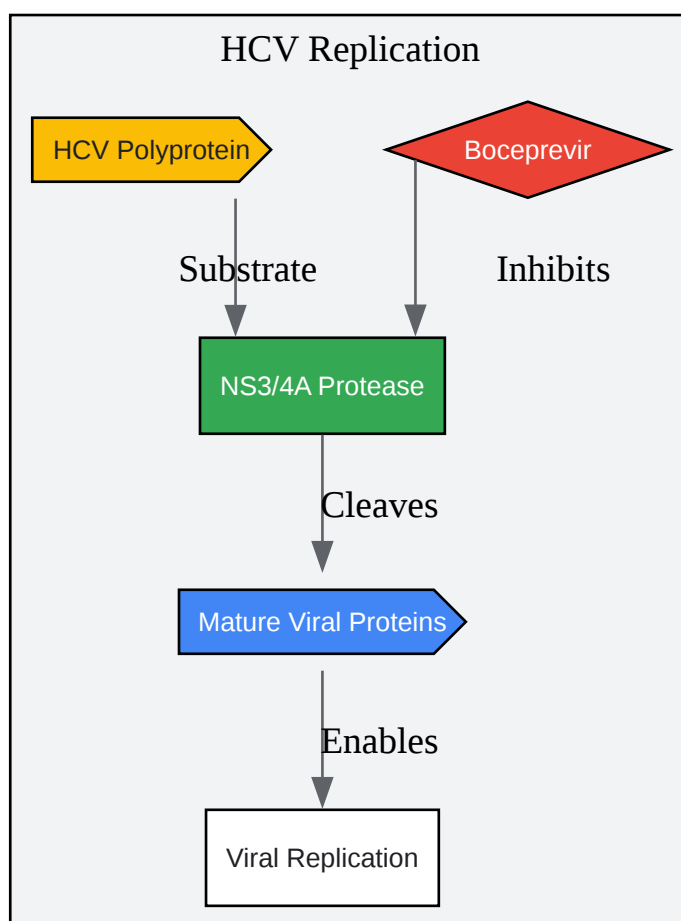 HCV Replication
HCV Polyprotein
Boceprevir
Substrate
Inhibits
NS3/4A Protease
Cleaves
Mature Viral Proteins
Enables
Viral Replication